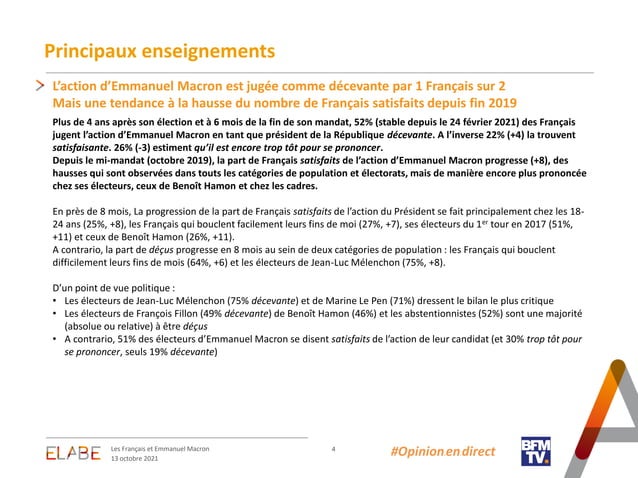 Principaux enseignements
L’action d’Emmanuel Macron est jugée comme décevante par 1 Français sur 2
Mais une tendance à la hausse du nombre de Français satisfaits depuis fin 2019
Plus de 4 ans après son élection et à 6 mois de la fin de son mandat, 52% (stable depuis le 24 février 2021) des Français
jugent l’action d’Emmanuel Macron en tant que président de la République décevante. A l’inverse 22% (+4) la trouvent
satisfaisante. 26% (-3) estiment qu’il est encore trop tôt pour se prononcer.
Depuis le mi-mandat (octobre 2019), la part de Français satisfaits de l’action d’Emmanuel Macron progresse (+8), des
hausses qui sont observées dans touts les catégories de population et électorats, mais de manière encore plus prononcée
chez ses électeurs, ceux de Benoît Hamon et chez les cadres.
En près de 8 mois, La progression de la part de Français satisfaits de l’action du Président se fait principalement chez les 18-
24 ans (25%, +8), les Français qui bouclent facilement leurs fins de moi (27%, +7), ses électeurs du 1er tour en 2017 (51%,
+11) et ceux de Benoît Hamon (26%, +11).
A contrario, la part de déçus progresse en 8 mois au sein de deux catégories de population : les Français qui bouclent
difficilement leurs fins de mois (64%, +6) et les électeurs de Jean-Luc Mélenchon (75%, +8).
D’un point de vue politique :
• Les électeurs de Jean-Luc Mélenchon (75% décevante) et de Marine Le Pen (71%) dressent le bilan le plus critique
• Les électeurs de François Fillon (49% décevante) de Benoît Hamon (46%) et les abstentionnistes (52%) sont une majorité
(absolue ou relative) à être déçus
• A contrario, 51% des électeurs d’Emmanuel Macron se disent satisfaits de l’action de leur candidat (et 30% trop tôt pour
se prononcer, seuls 19% décevante)
ELABE
Les Français et Emmanuel Macron
13 octobre 2021
4
#Opinionendirect
BFM
TV.